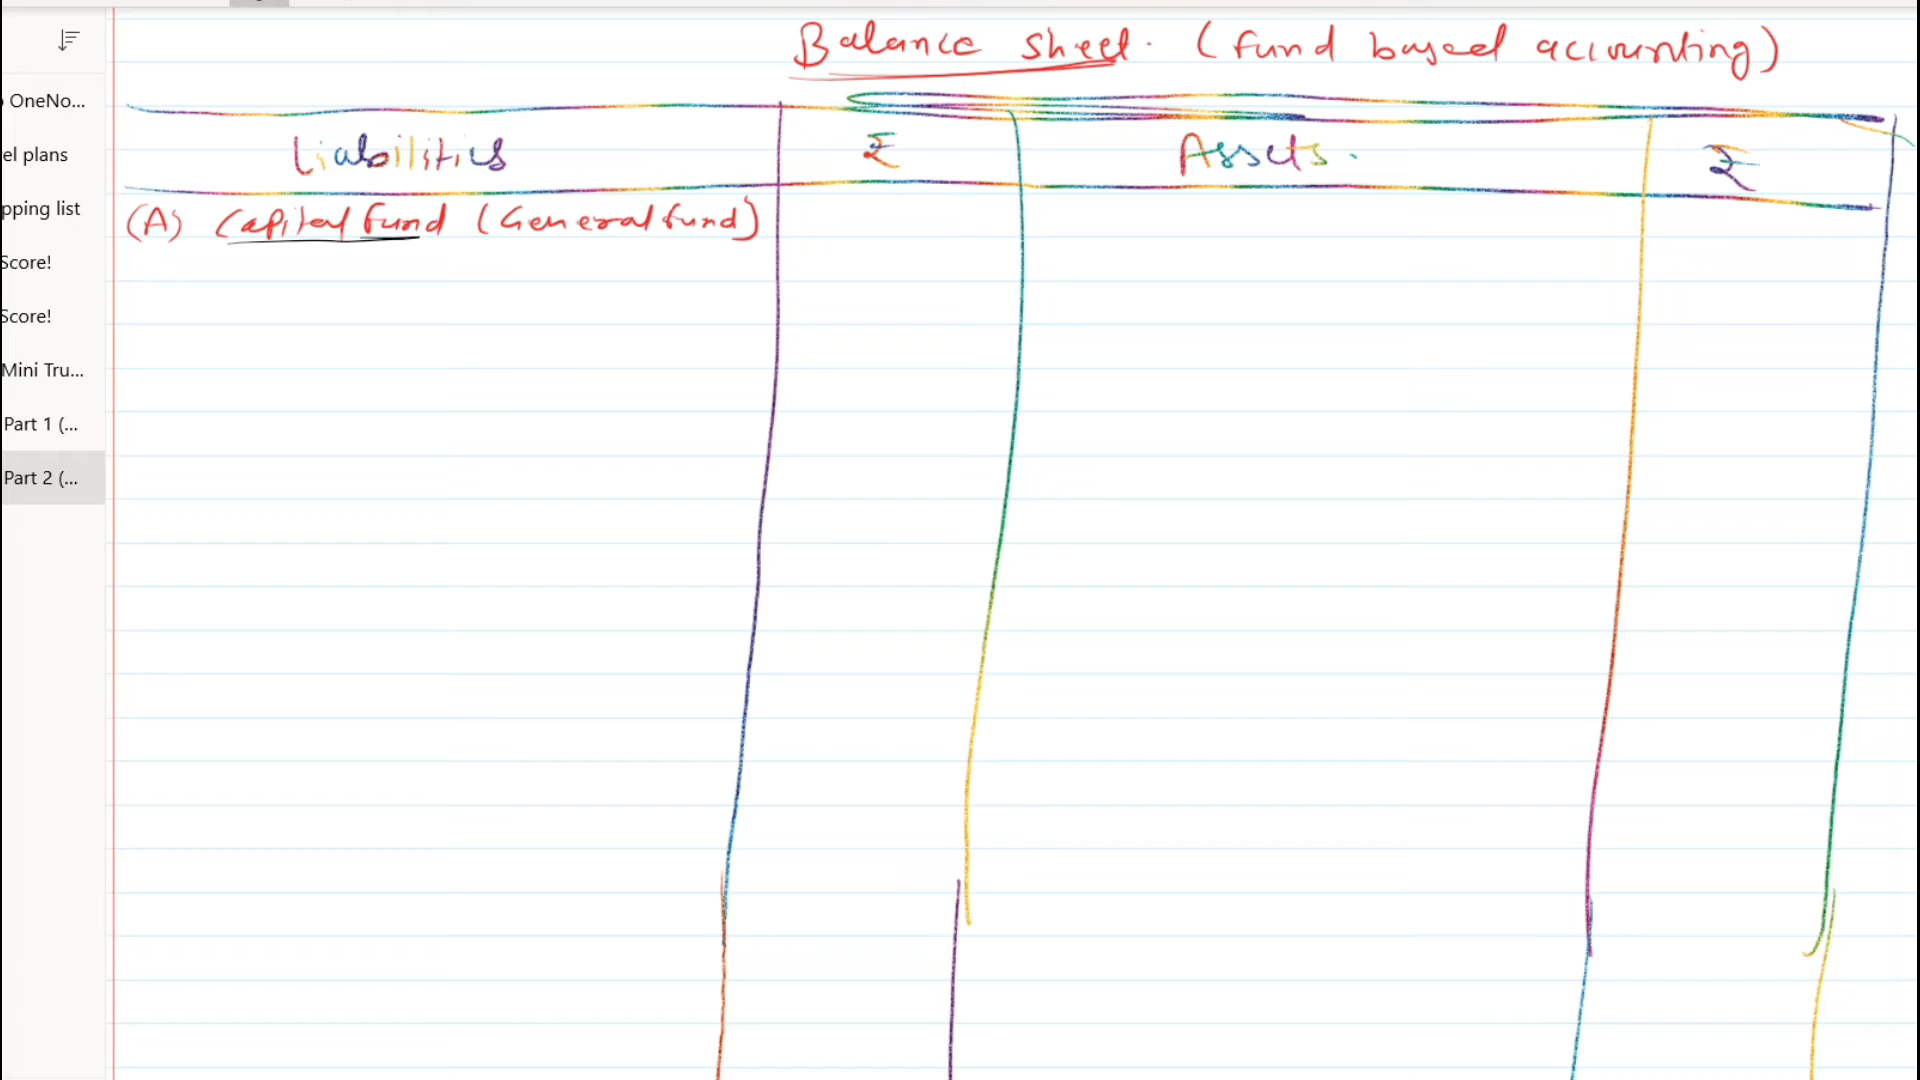 Balance sheet. (Fund based accounting)
OneNo...
Liabilities ₹ Assets. ₹
el plans
pping list
(A) Capital Fund (General fund)
Score!
Score!
Mini Tru...
Part 1 (...
Part 2 (...